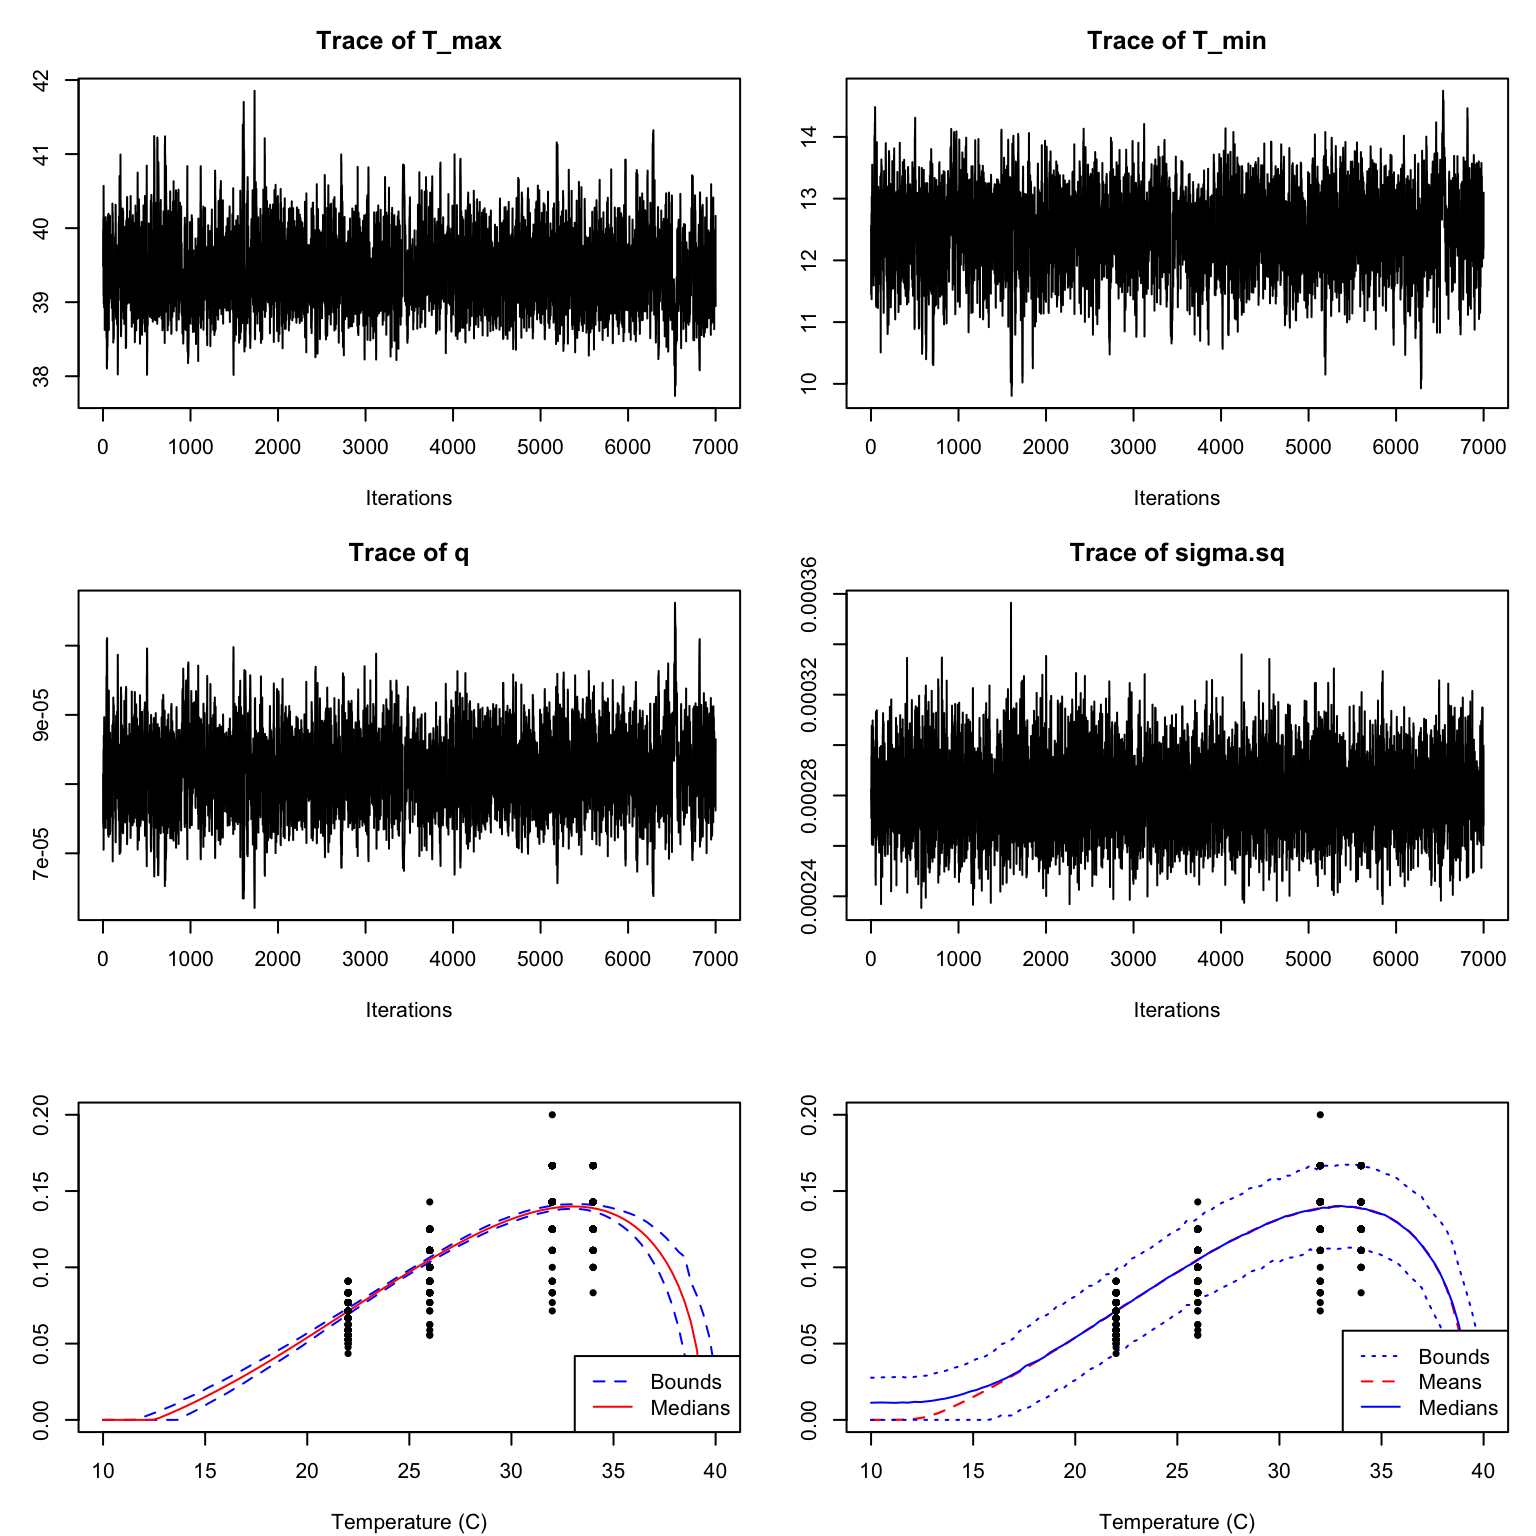 Trace of T_max
42
41
40
39
38
0 1000 2000 3000 4000 5000 6000 7000
Iterations
Trace of T_min
14
13
12
11
10
0 1000 2000 3000 4000 5000 6000 7000
Iterations
Trace of q
9e-05
7e-05
0 1000 2000 3000 4000 5000 6000 7000
Iterations
Trace of sigma.sq
0.00036
0.00032
0.00028
0.00024
0 1000 2000 3000 4000 5000 6000 7000
Iterations
0.20
0.15
0.10
0.05
0.00
Bounds
Medians
10 15 20 25 30 35 40
Temperature (C)
0.20
0.15
0.10
0.05
0.00
Bounds
Means
Medians
10 15 20 25 30 35 40
Temperature (C)